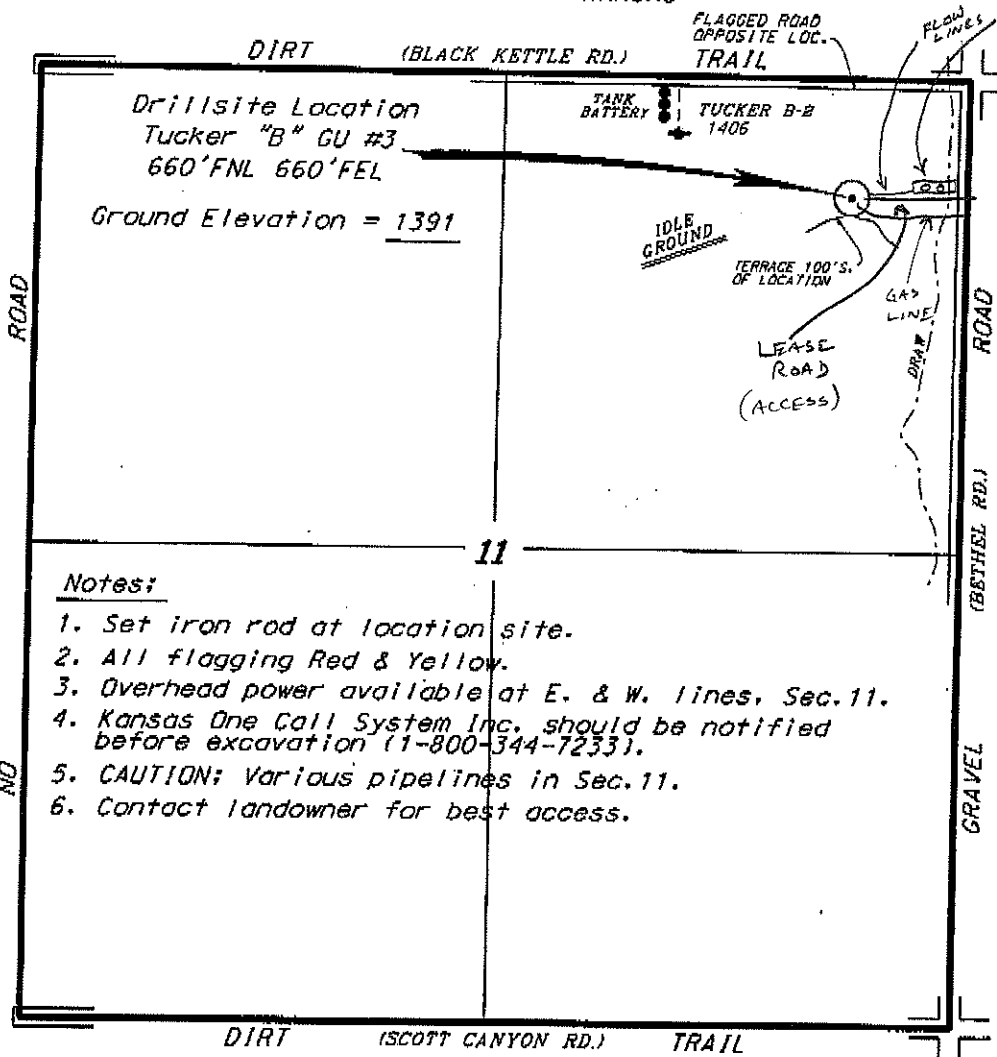 FLAGGED ROAD
OPPOSITE LOC.
FLOW
LINES
DIRT (BLACK KETTLE RD.) TRAIL
Drillsite Location
Tucker "B" GU #3
660'FNL 660'FEL
Ground Elevation = 1391
TANK
BATTERY
TUCKER B-2
1406
IDLE
GROUND
TERRACE 100'S.
OF LOCATION
GAS
LINE
LEASE
ROAD
(ACCESS)
DRAW
ROAD
ROAD
(BETHEL RD.)
11
Notes:
1. Set iron rod at location site.
2. All flagging Red & Yellow.
3. Overhead power available at E. & W. lines, Sec. 11.
4. Kansas One Call System Inc. should be notified
before excavation (1-800-344-7233).
5. CAUTION: Various pipelines in Sec. 11.
6. Contact landowner for best access.
NO
GRAVEL
DIRT (SCOTT CANYON RD.) TRAIL